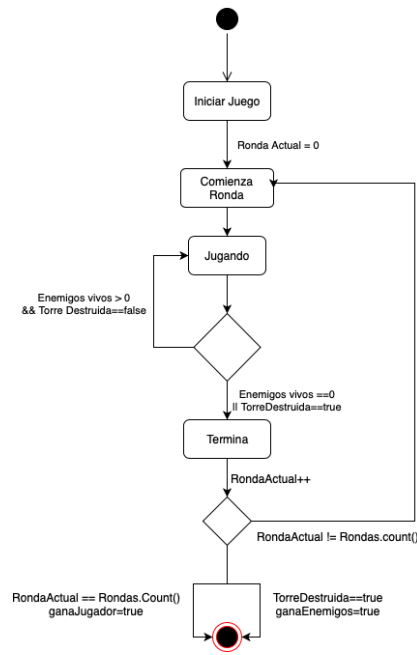 Iniciar Juego
Ronda Actual = 0
Comienza
Ronda
Jugando
Enemigos vivos > 0
&& Torre Destruida==false
Enemigos vivos ==0
|| TorreDestruida==true
Termina
RondaActual++
RondaActual != Rondas.count()
RondaActual == Rondas.Count()
ganaJugador=true
TorreDestruida==true
ganaEnemigos=true